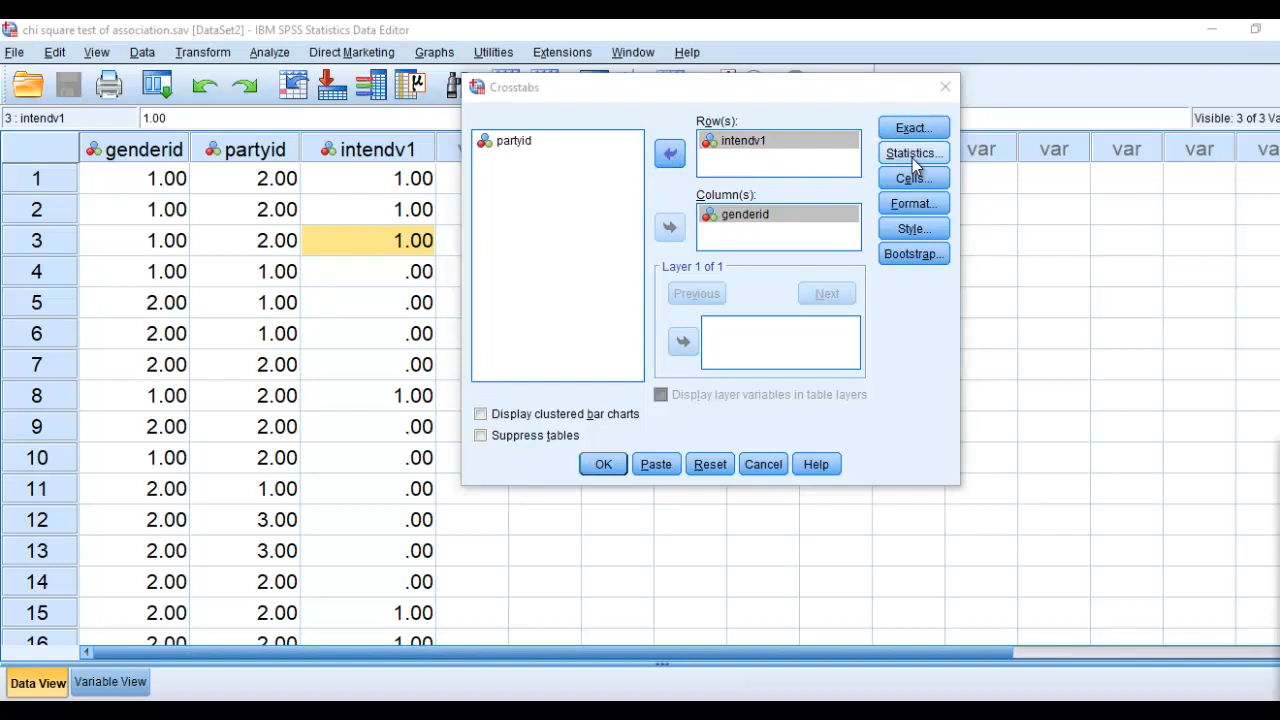 chi square test of association.sav [DataSet2] - IBM SPSS Statistics Data Editor
File Edit View Data Transform Analyze Direct Marketing Graphs Utilities Extensions Window Help
3 : intendv1 1.00 Visible: 3 of 3 Va
genderid partyid intendv1 var var var var va
1 1.00 2.00 1.00
2 1.00 2.00 1.00
3 1.00 2.00 1.00
4 1.00 1.00 .00
5 2.00 1.00 .00
6 2.00 1.00 .00
7 2.00 2.00 .00
8 1.00 2.00 1.00
9 2.00 2.00 .00
10 1.00 2.00 .00
11 2.00 1.00 .00
12 2.00 3.00 .00
13 2.00 3.00 .00
14 2.00 2.00 .00
15 2.00 2.00 1.00
16 2.00 2.00 1.00
Data View Variable View
Crosstabs
partyid
Row(s):
intendv1
Column(s):
genderid
Layer 1 of 1
Previous Next
Display layer variables in table layers
Exact...
Statistics...
Cells...
Format...
Style...
Bootstrap...
Display clustered bar charts
Suppress tables
OK Paste Reset Cancel Help